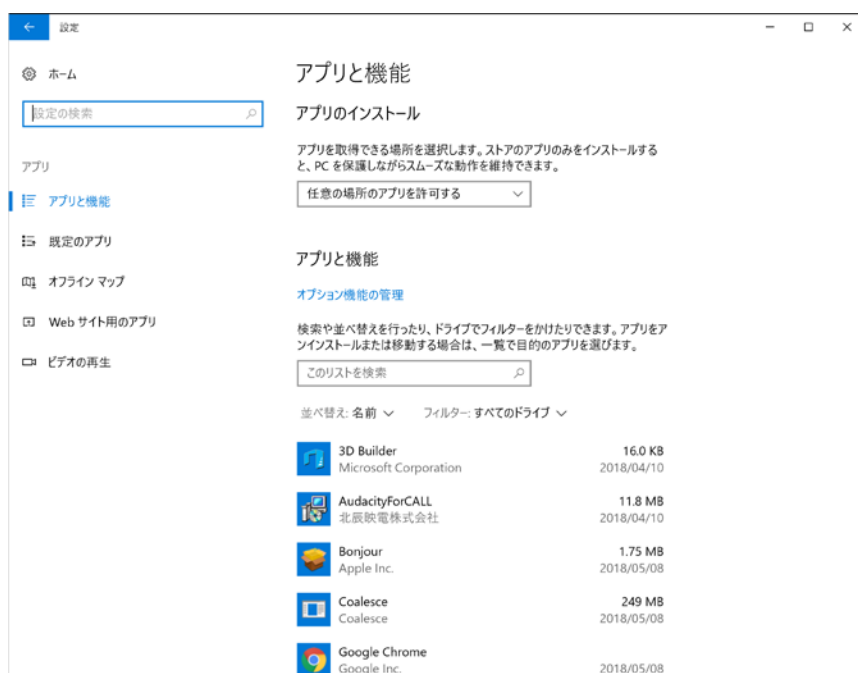 設定
ホーム
設定の検索
アプリ
アプリと機能
既定のアプリ
オフライン マップ
Web サイト用のアプリ
ビデオの再生
アプリと機能
アプリのインストール
アプリを取得できる場所を選択します。ストアのアプリのみをインストールする
と、PC を保護しながらスムーズな動作を維持できます。
任意の場所のアプリを許可する
アプリと機能
オプション機能の管理
検索や並べ替えを行ったり、ドライブでフィルターをかけたりできます。アプリをア
ンインストールまたは移動する場合は、一覧で目的のアプリを選びます。
このリストを検索
並べ替え: 名前 フィルター: すべてのドライブ
3D Builder 16.0 KB
Microsoft Corporation 2018/04/10
AudacityForCALL 11.8 MB
北辰映電株式会社 2018/04/10
Bonjour 1.75 MB
Apple Inc. 2018/05/08
Coalesce 249 MB
Coalesce 2018/05/08
Google Chrome
Google Inc. 2018/05/08